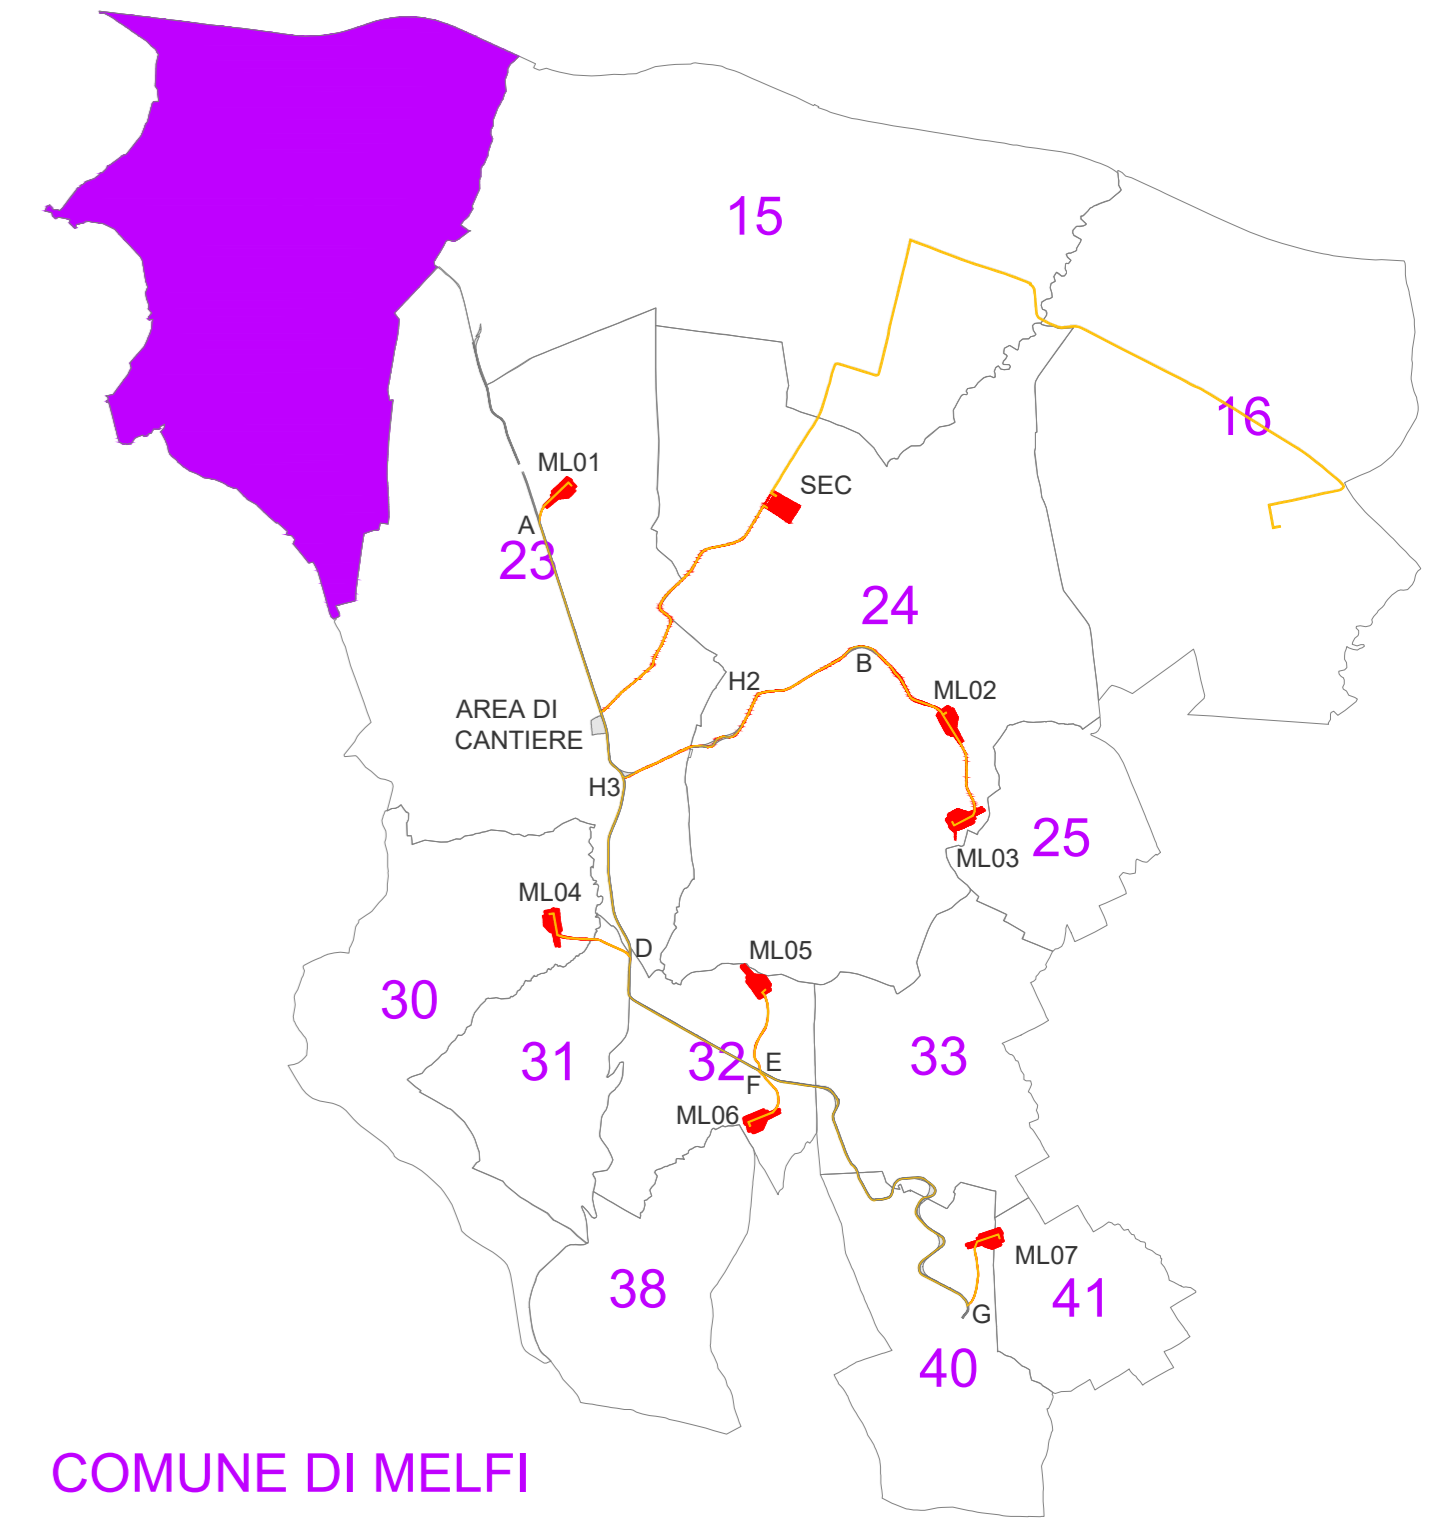 15
16
ML01
SEC
A
23
24
B
H2
ML02
AREA DI
CANTIERE
H3
25
ML03
ML04
D
ML05
30
31
32
E
33
F
ML06
ML07
38
41
G
40
COMUNE DI MELFI